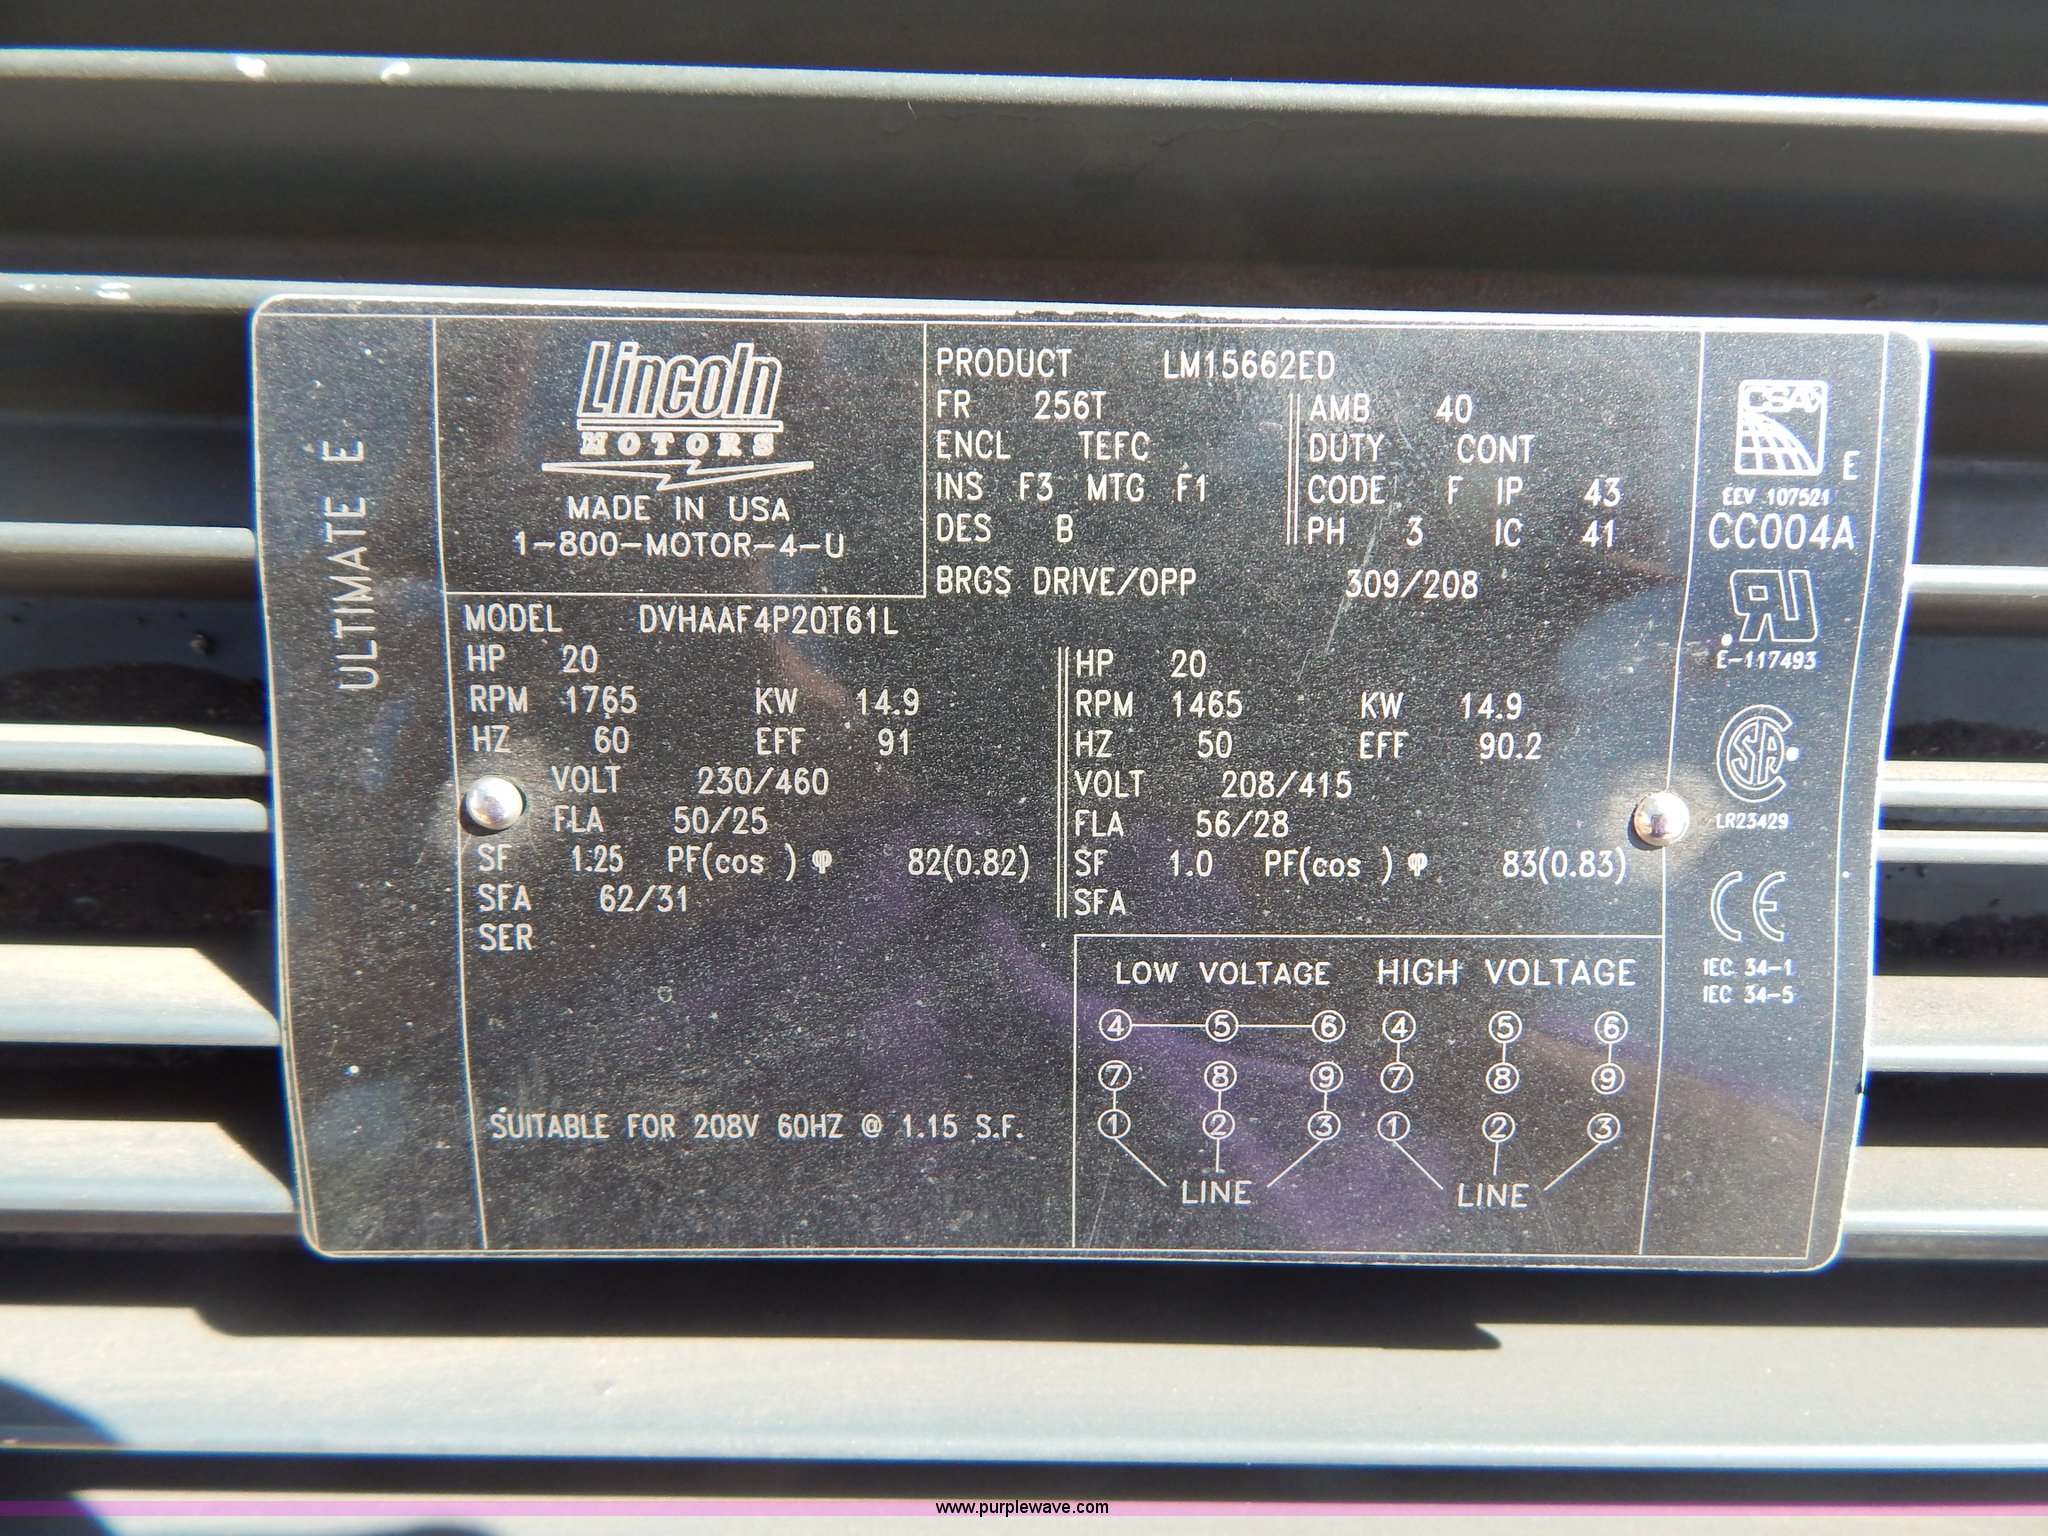 ULTIMATE E
Lincoln
MOTORS
MADE IN USA
1-800-MOTOR-4-U
PRODUCT LM15662ED
FR 256T
ENCL TEFC
INS F3 MTG F1
DES B
AMB 40
DUTY CONT
CODE F IP 43
PH 3 IC 41
BRGS DRIVE/OPP 309/208
MODEL DVHAAF4P20T61L
HP 20
RPM 1765 KW 14.9
HZ 60 EFF 91
VOLT 230/460
FLA 50/25
SF 1.25 PF(cos ) φ 82(0.82)
SFA 62/31
SER
HP 20
RPM 1465 KW 14.9
HZ 50 EFF 90.2
VOLT 208/415
FLA 56/28
SF 1.0 PF(cos ) φ 83(0.83)
SFA
SUITABLE FOR 208V 60HZ @ 1.15 S.F.
LOW VOLTAGE
4 5 6
7 8 9
1 2 3
LINE
HIGH VOLTAGE
4 5 6
7 8 9
1 2 3
LINE
CSA
E
EEV 107521
CC004A
RU
E-117493
CSA
LR23429
CE
IEC 34-1
IEC 34-5
www.purplewave.com